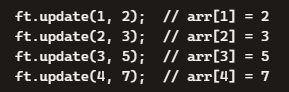 ft.update(1, 2);  // arr[1] = 2
ft.update(2, 3);  // arr[2] = 3
ft.update(3, 5);  // arr[3] = 5
ft.update(4, 7);  // arr[4] = 7